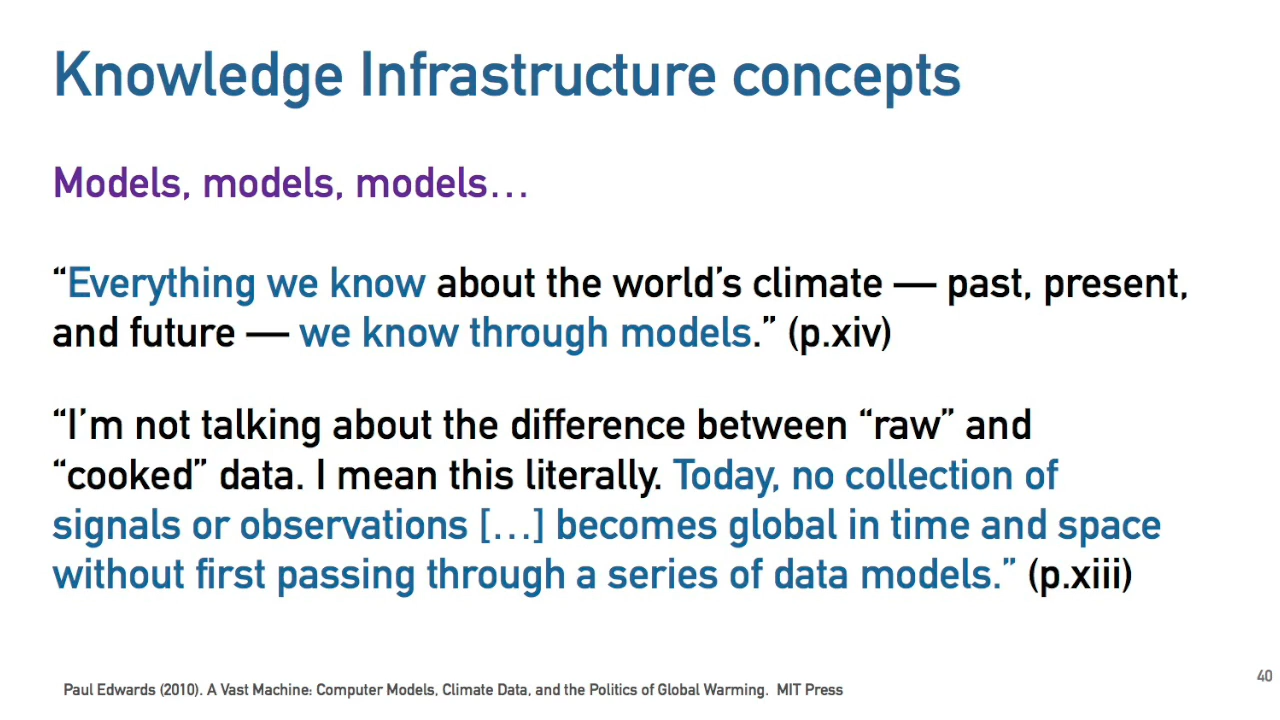 Knowledge Infrastructure concepts
Models, models, models…
“Everything we know about the world’s climate — past, present,
and future — we know through models.” (p.xiv)
“I’m not talking about the difference between “raw” and
“cooked” data. I mean this literally. Today, no collection of
signals or observations […] becomes global in time and space
without first passing through a series of data models.” (p.xiii)
Paul Edwards (2010). A Vast Machine: Computer Models, Climate Data, and the Politics of Global Warming. MIT Press
40